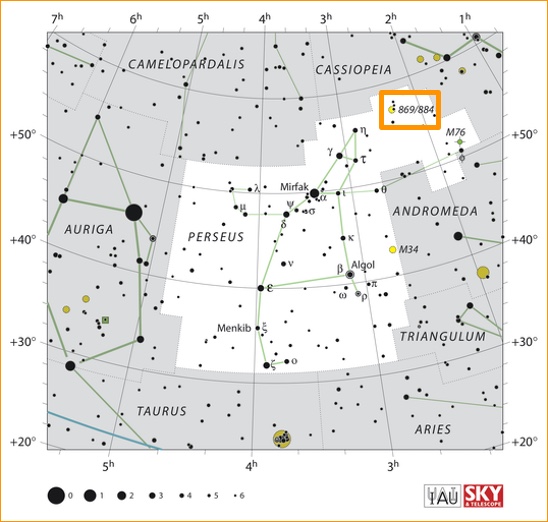 7h 6h 5h 4h 3h 2h 1h
CAMELOPARDALIS
CASSIOPEIA
869/884
+50° +50°
M76
η
γ
τ
φ
λ
Mirfak
α
ι
θ
μ
ψ
σ
δ
ANDROMEDA
AURIGA
PERSEUS
κ
+40° +40°
M34
ν
Algol
β
π
ε
ω
ρ
Menkib
ξ
TRIANGULUM
+30° +30°
ζ
ο
TAURUS
ARIES
+20° +20°
5h 4h 3h
0 1 2 3 4 5 6
IAU
SKY
& TELESCOPE